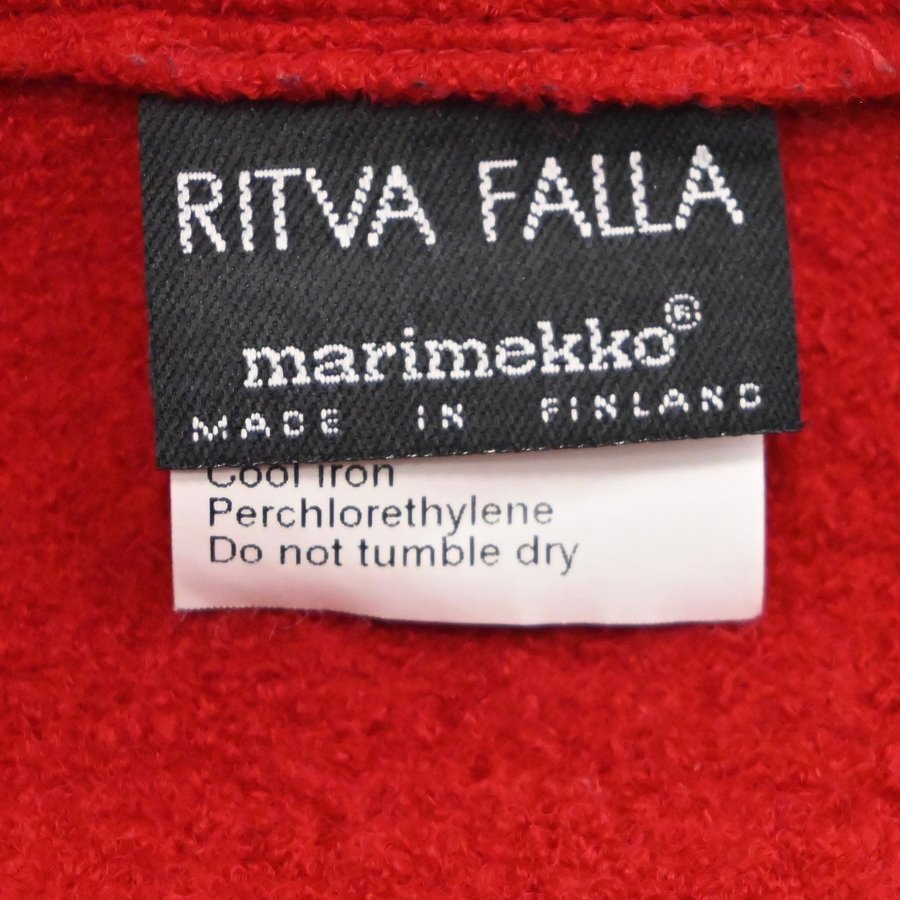 RITVA FALLA
marimekko®
MADE IN FINLAND
Cool Iron
Perchlorethylene
Do not tumble dry